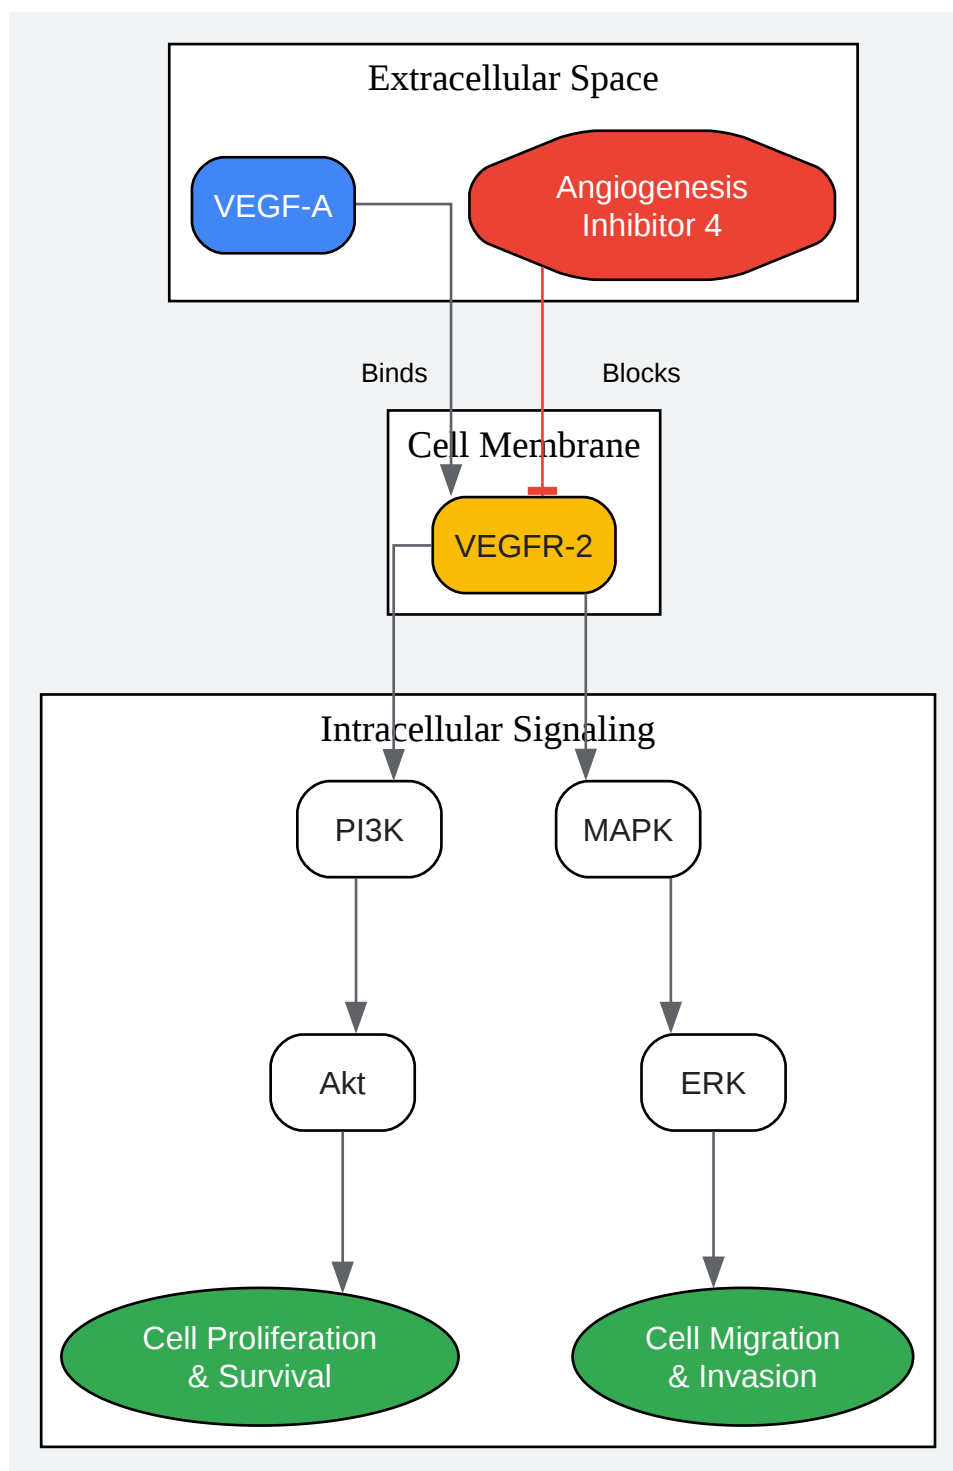 Extracellular Space
VEGF-A
Angiogenesis
Inhibitor 4
Binds
Blocks
Cell Membrane
VEGFR-2
Intracellular Signaling
PI3K
MAPK
Akt
ERK
Cell Proliferation
& Survival
Cell Migration
& Invasion